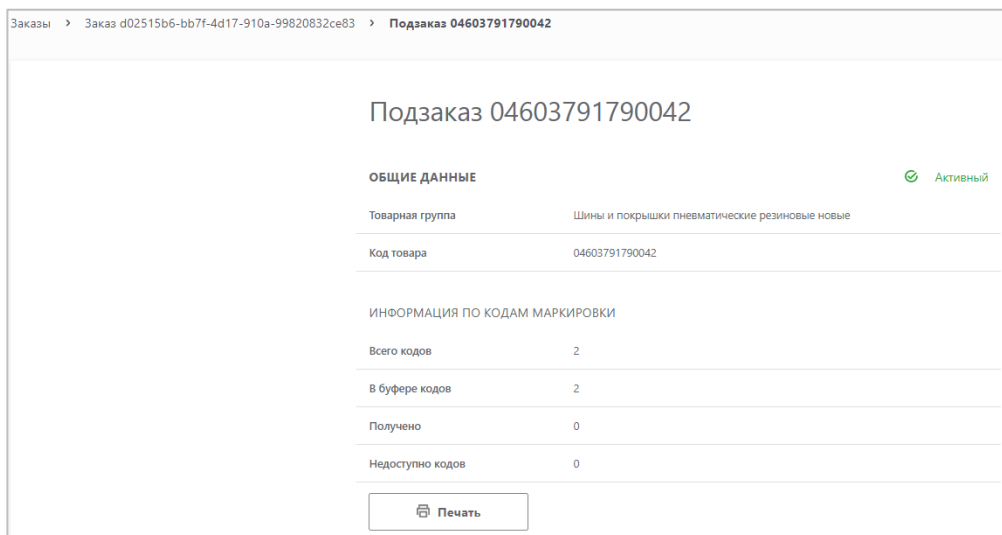 Заказы > Заказ d02515b6-bb7f-4d17-910a-99820832ce83 > Подзаказ 04603791790042
Подзаказ 04603791790042
ОБЩИЕ ДАННЫЕ Активный
Товарная группа Шины и покрышки пневматические резиновые новые
Код товара 04603791790042
ИНФОРМАЦИЯ ПО КОДАМ МАРКИРОВКИ
Всего кодов 2
В буфере кодов 2
Получено 0
Недоступно кодов 0
Печать